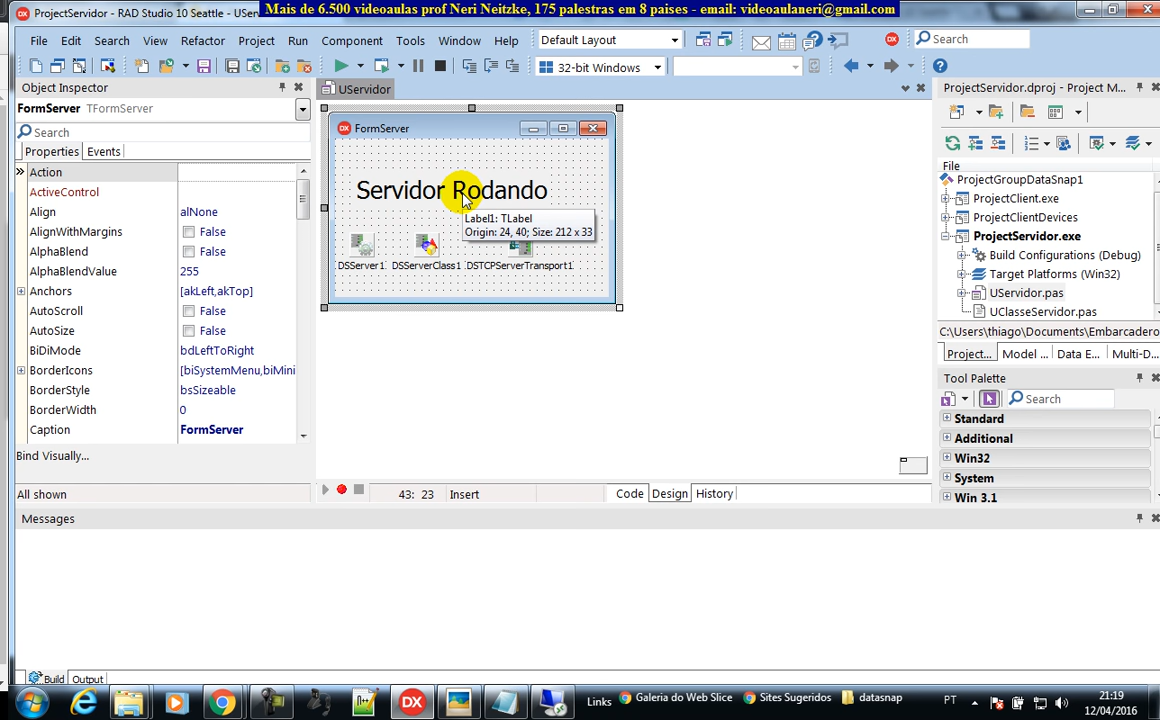 ProjectServidor - RAD Studio 10 Seattle - USer
Mais de 6.500 videoaulas prof Neri Neitzke, 175 palestras em 8 paises - email: videoaulaneri@gmail.com
File Edit Search View Refactor Project Run Component Tools Window Help
Default Layout
Search
32-bit Windows
Object Inspector
FormServer TFormServer
Search
Properties Events
Action
ActiveControl
Align alNone
AlignWithMargins False
AlphaBlend False
AlphaBlendValue 255
Anchors [akLeft,akTop]
AutoScroll False
AutoSize False
BiDiMode bdLeftToRight
BorderIcons [biSystemMenu,biMini
BorderStyle bsSizeable
BorderWidth 0
Caption FormServer
Bind Visually...
All shown
UServidor
FormServer
Servidor Rodando
Label1: TLabel
Origin: 24, 40; Size: 212 x 33
DSServer1 DSServerClass1 DSTCPServerTransport1
43: 23 Insert
Code Design History
ProjectServidor.dproj - Project M...
File
ProjectGroupDataSnap1
ProjectClient.exe
ProjectClientDevices
ProjectServidor.exe
Build Configurations (Debug)
Target Platforms (Win32)
UServidor.pas
UClasseServidor.pas
C:\Users\thiago\Documents\Embarcadero
Project... Model ... Data E... Multi-D...
Tool Palette
Search
Standard
Additional
Win32
System
Win 3.1
Messages
Build Output
Links Galeria do Web Slice Sites Sugeridos datasnap
PT
21:19
12/04/2016